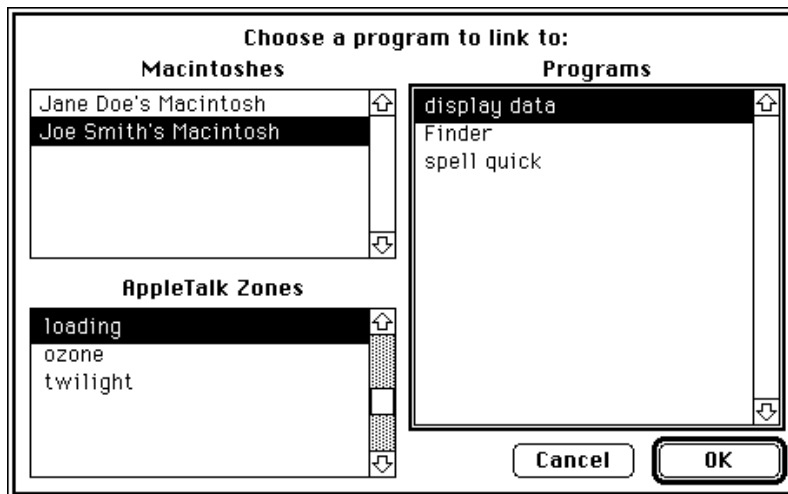 Choose a program to link to:
Macintoshes
Jane Doe's Macintosh
Joe Smith's Macintosh
AppleTalk Zones
loading
ozone
twilight
Programs
display data
Finder
spell quick
Cancel
OK